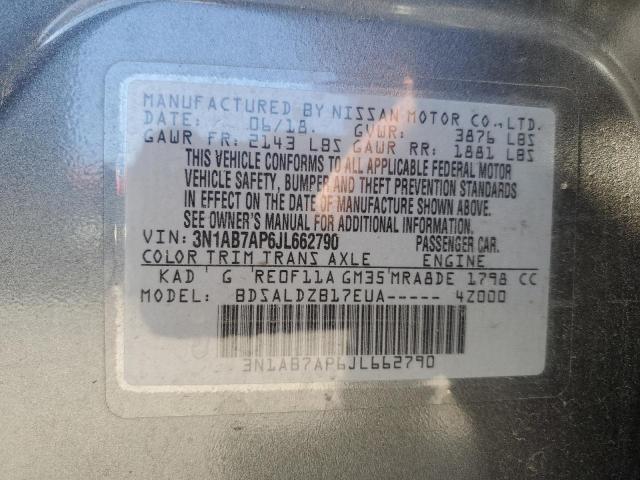 MANUFACTURED BY NISSAN MOTOR CO., LTD.
DATE: 06/18. GVWR: 3876 LBS
GAWR FR: 2143 LBS GAWR RR: 1881 LBS
THIS VEHICLE CONFORMS TO ALL APPLICABLE FEDERAL MOTOR
VEHICLE SAFETY, BUMPER AND THEFT PREVENTION STANDARDS
IN EFFECT ON THE DATE OF MANUFACTURE SHOWN ABOVE.
SEE OWNER'S MANUAL FOR ADDITIONAL INFORMATION.
VIN: 3N1AB7AP6JL662790 PASSENGER CAR.
COLOR TRIM TRANS AXLE ENGINE
KAD G RE0F11A GM35 MRA8DE 1798 CC
MODEL: BDSALDZB17EUA----- 4Z000
3N1AB7AP6JL662790